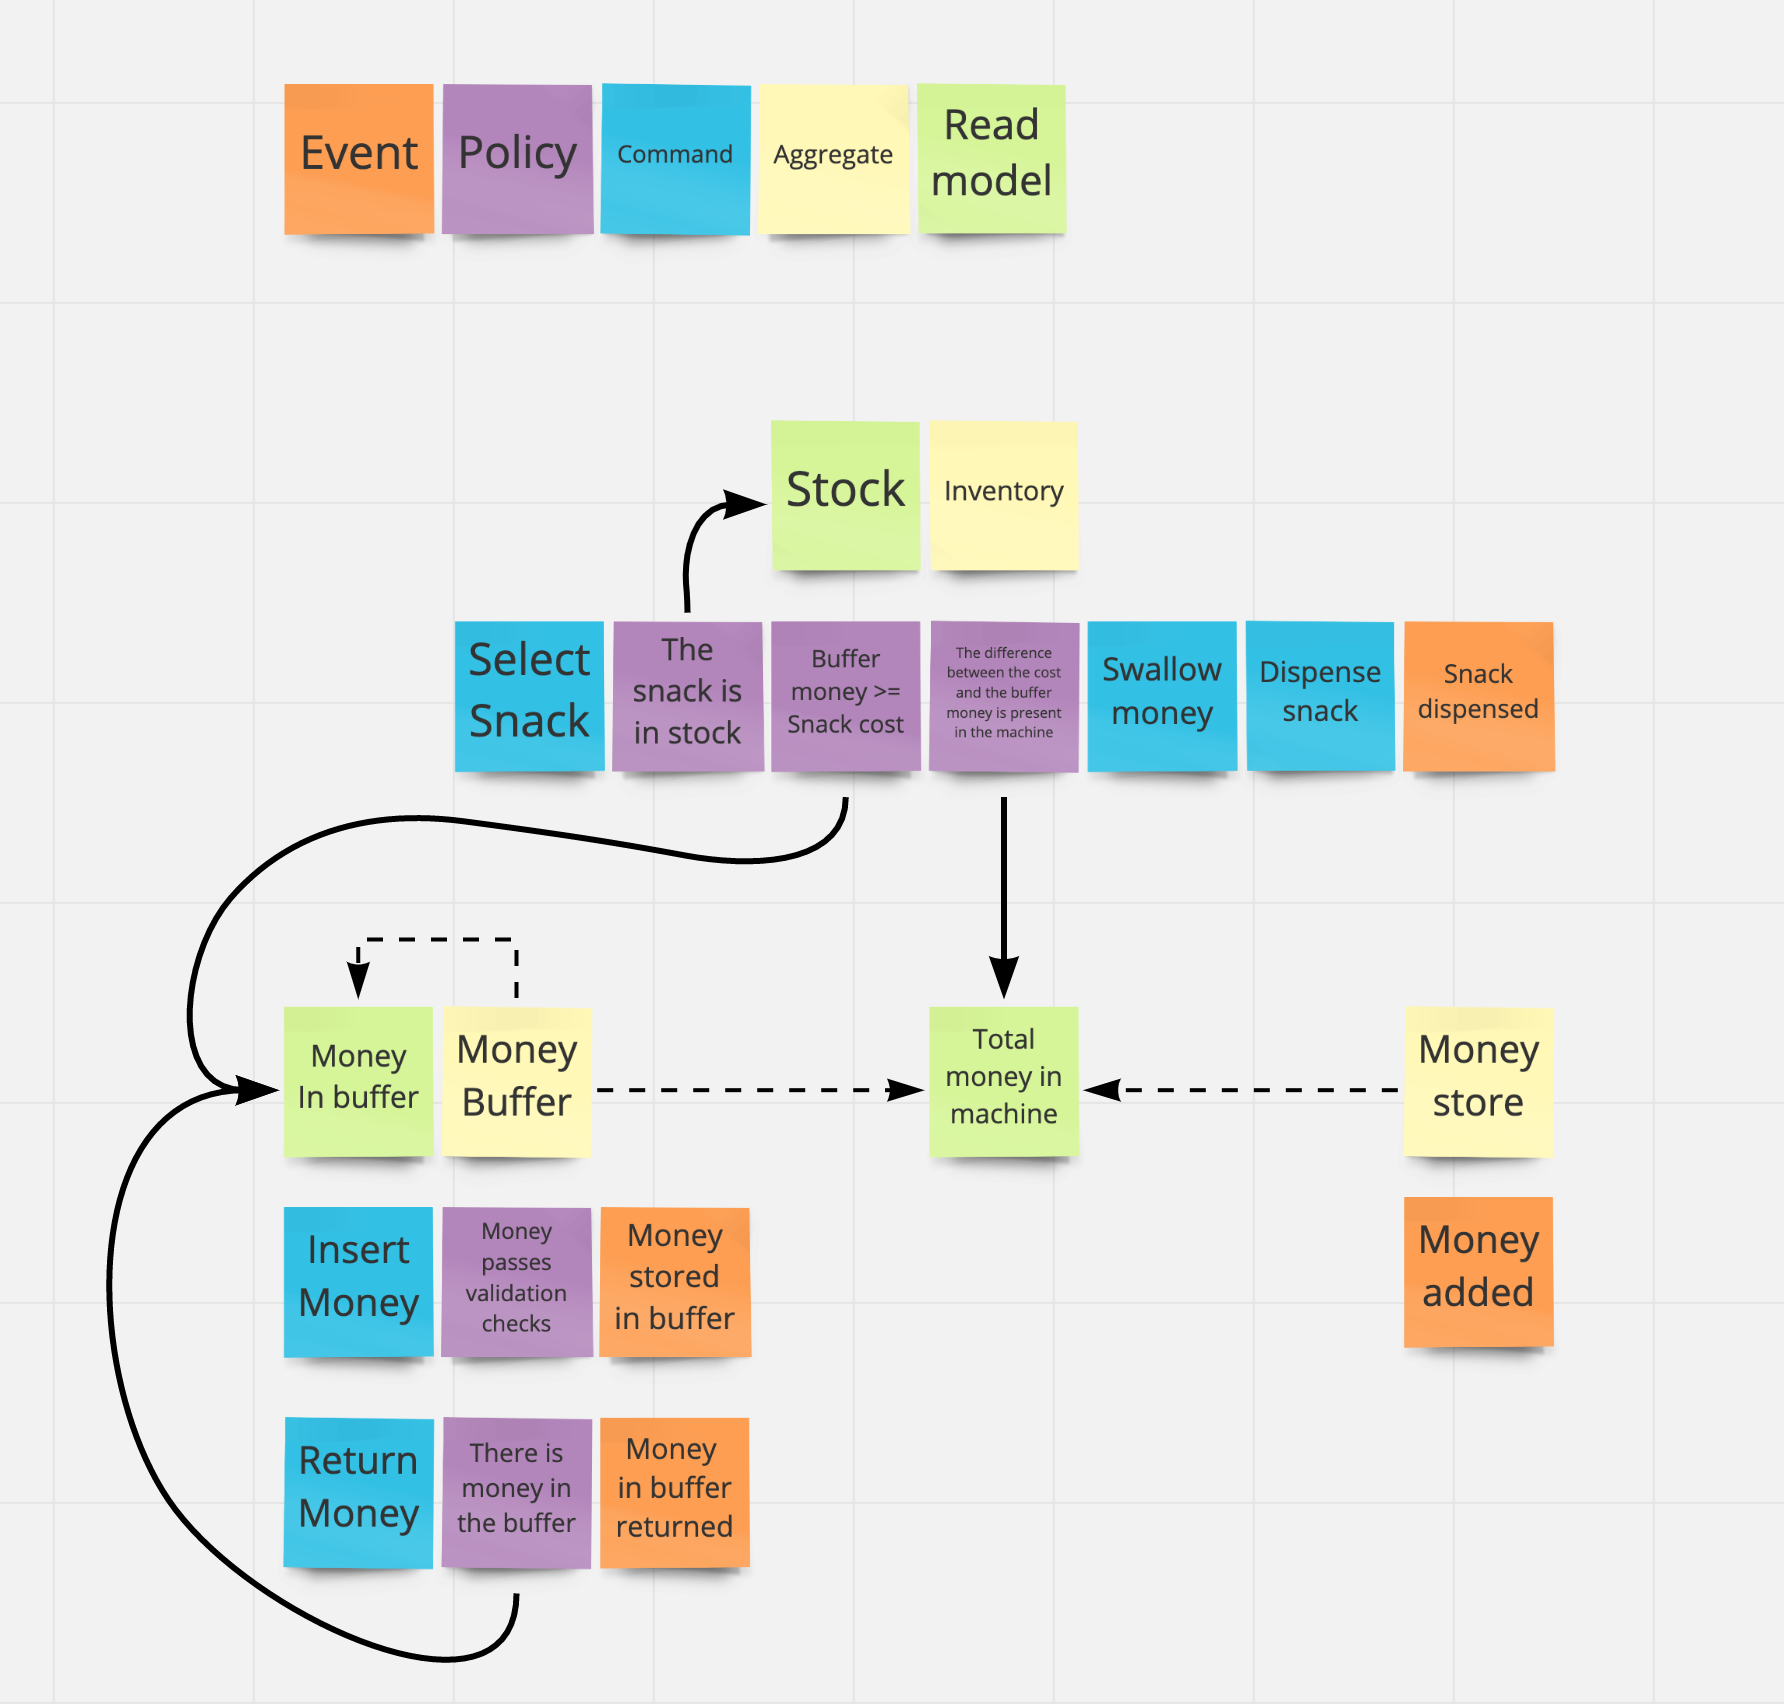 Event
Policy
Command
Aggregate
Read
model
Stock
Inventory
Select
Snack
The
snack is
in stock
Buffer
money >=
Snack cost
The difference
between the cost
and the buffer
money is present
in the machine
Swallow
money
Dispense
snack
Snack
dispensed
Money
In buffer
Money
Buffer
Total
money in
machine
Money
store
Insert
Money
Money
passes
validation
checks
Money
stored
in buffer
Money
added
Return
Money
There is
money in
the buffer
Money
in buffer
returned